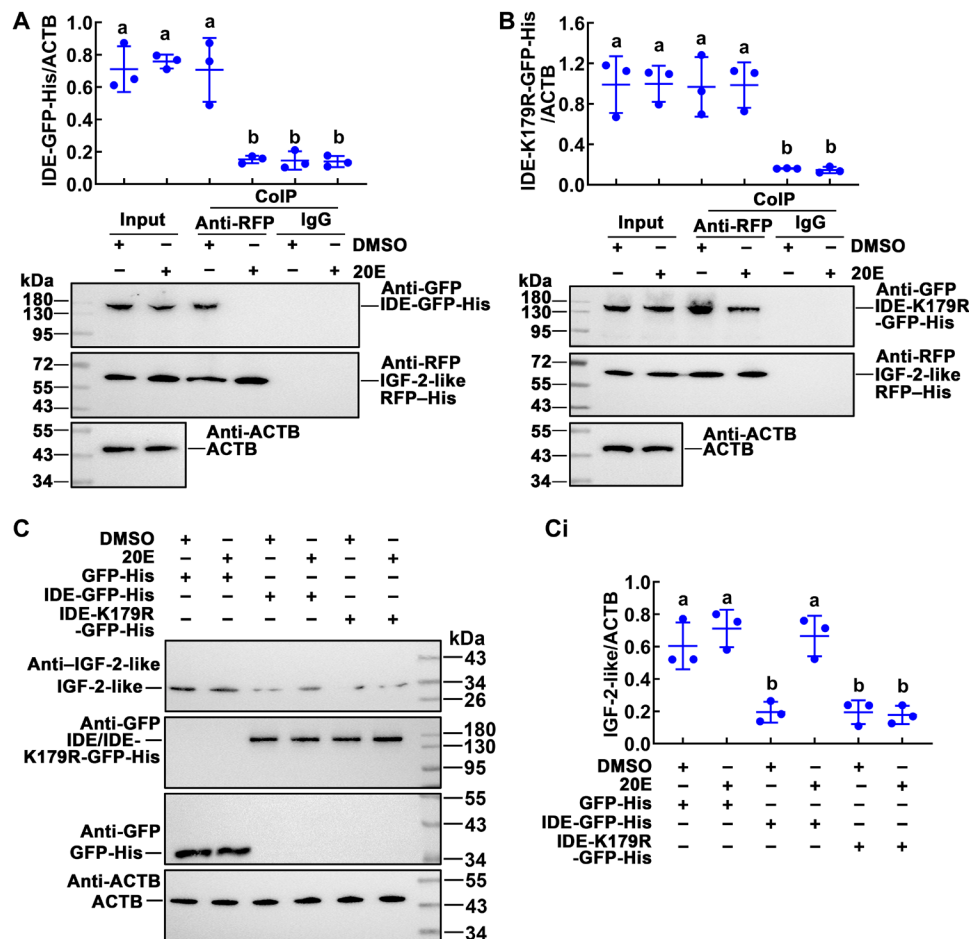 A
IDE-GFP-His/ACTB
1.0
0.8
0.6
0.4
0.2
0.0
a a a b b b
CoIP
Input Anti-RFP IgG
+ – + – + – DMSO
– + – + – + 20E
kDa
180
130
95
Anti-GFP
IDE-GFP-His
72
55
43
Anti-RFP
IGF-2-like
RFP–His
55
43
34
Anti-ACTB
ACTB
B
IDE-K179R-GFP-His
/ACTB
1.6
1.2
0.8
0.4
0.0
a a a a b b
CoIP
Input Anti-RFP IgG
+ – + – + – DMSO
– + – + – + 20E
kDa
180
130
95
Anti-GFP
IDE-K179R
-GFP-His
72
55
43
Anti-RFP
IGF-2-like
RFP–His
55
43
34
Anti-ACTB
ACTB
C
DMSO + – + – + –
20E – + – + – +
GFP-His + + – – – –
IDE-GFP-His – – + + – –
IDE-K179R
-GFP-His – – – – + +
kDa
Anti–IGF-2-like
IGF-2-like
43
34
26
Anti-GFP
IDE/IDE-
K179R-GFP-His
180
130
95
Anti-GFP
GFP-His
55
43
34
Anti-ACTB
ACTB
55
43
34
Ci
IGF-2-like/ACTB
1.0
0.8
0.6
0.4
0.2
0.0
a a b a b b
DMSO + – + – + –
20E – + – + – +
GFP-His + + – – – –
IDE-GFP-His – – + + – –
IDE-K179R
-GFP-His – – – – + +